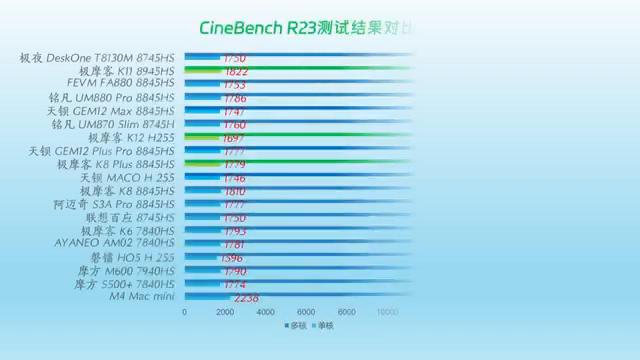 CineBench R23测试结果对比
极夜 DeskOne T8130M 8745HS 1750
极摩客 K11 8945HS 1822
FEVM FA880 8845HS 1753
铭凡 UM880 Pro 8845HS 1786
天钡 GEM12 Max 8845HS 1747
铭凡 UM870 Slim 8745H 1760
极摩客 K12 H255 1697
天钡 GEM12 Plus Pro 8845HS 1777
极摩客 K8 Plus 8845HS 1779
天钡 MACO H 255 1746
极摩客 K8 8845HS 1810
阿迈奇 S3A Pro 8845HS 1777
联想百应 8745HS 1750
极摩客 K6 7840HS 1793
AYANEO AM02 7840HS 1781
磐镭 HO5 H 255 1596
摩方 M600 7940HS 1790
摩方 S500+ 7840HS 1774
M4 Mac mini 2238
0 2000 4000 6000 8000 10000
多核 单核